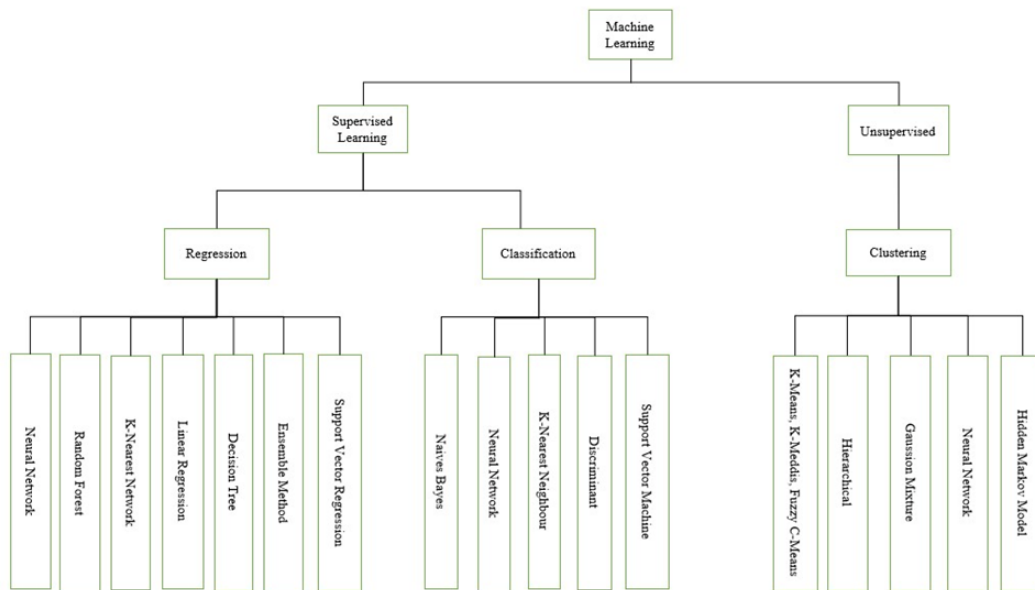 Machine
Learning
Supervised
Learning
Unsupervised
Regression
Classification
Clustering
Neural Network
Random Forest
K-Nearest Network
Linear Regression
Decision Tree
Ensemble Method
Support Vector Regression
Naives Bayes
Neural Network
K-Nearest Neighbour
Discriminant
Support Vector Machine
K-Means, K-Meddis, Fuzzy C-Means
Hierarchical
Gaussion Mixture
Neural Network
Hidden Markov Model